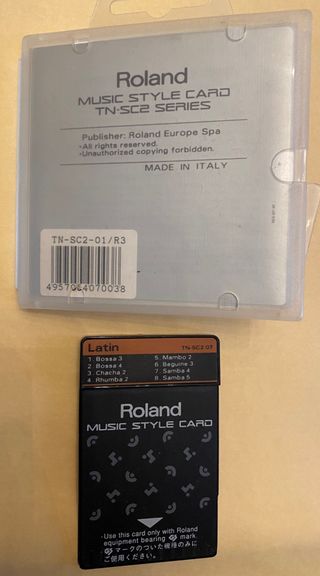 Roland
MUSIC STYLE CARD
TN-SC2 SERIES
Publisher: Roland Europe Spa
•All rights reserved.
•Unauthorized copying forbidden.
MADE IN ITALY
TN-SC2-01/R3
4957054070038
Latin
TN-SC2-07
1. Bossa 3
2. Bossa 4
3. Chacha 2
4. Rhumba 2
5. Mambo 2
6. Beguine 3
7. Samba 4
8. Samba 5
Roland
MUSIC STYLE CARD
•Use this card only with Roland
equipment bearing mark.
•マークのついた機種のみに
ご使用ください。